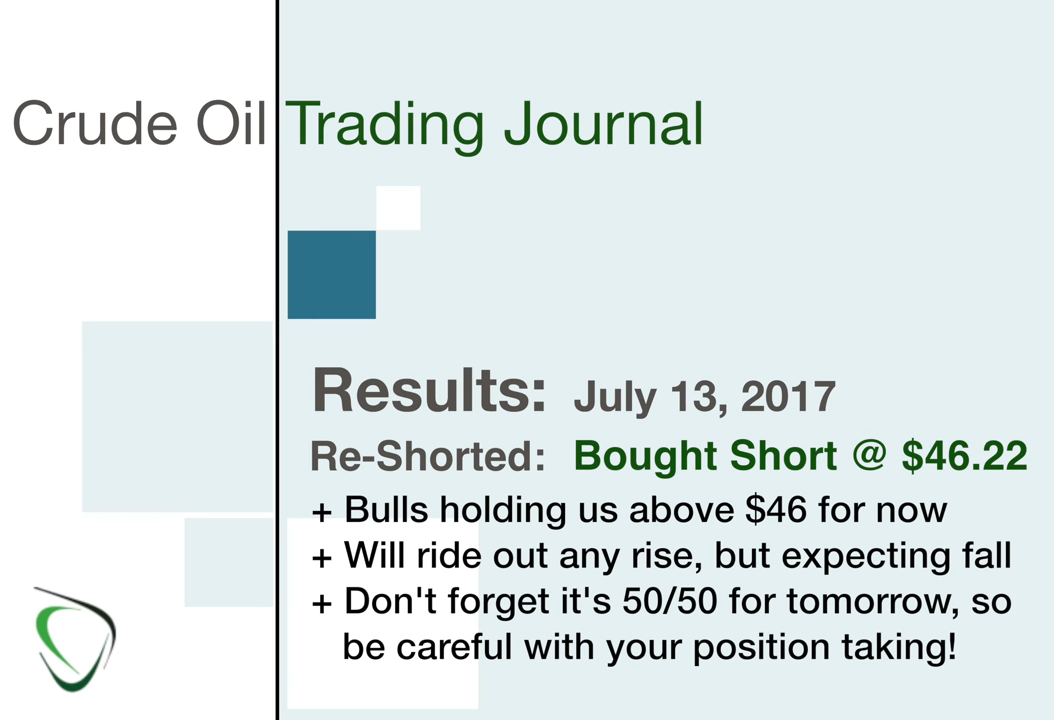 Crude Oil Trading Journal
Results: July 13, 2017
Re-Shorted: Bought Short @ $46.22
+ Bulls holding us above $46 for now
+ Will ride out any rise, but expecting fall
+ Don't forget it's 50/50 for tomorrow, so
be careful with your position taking!